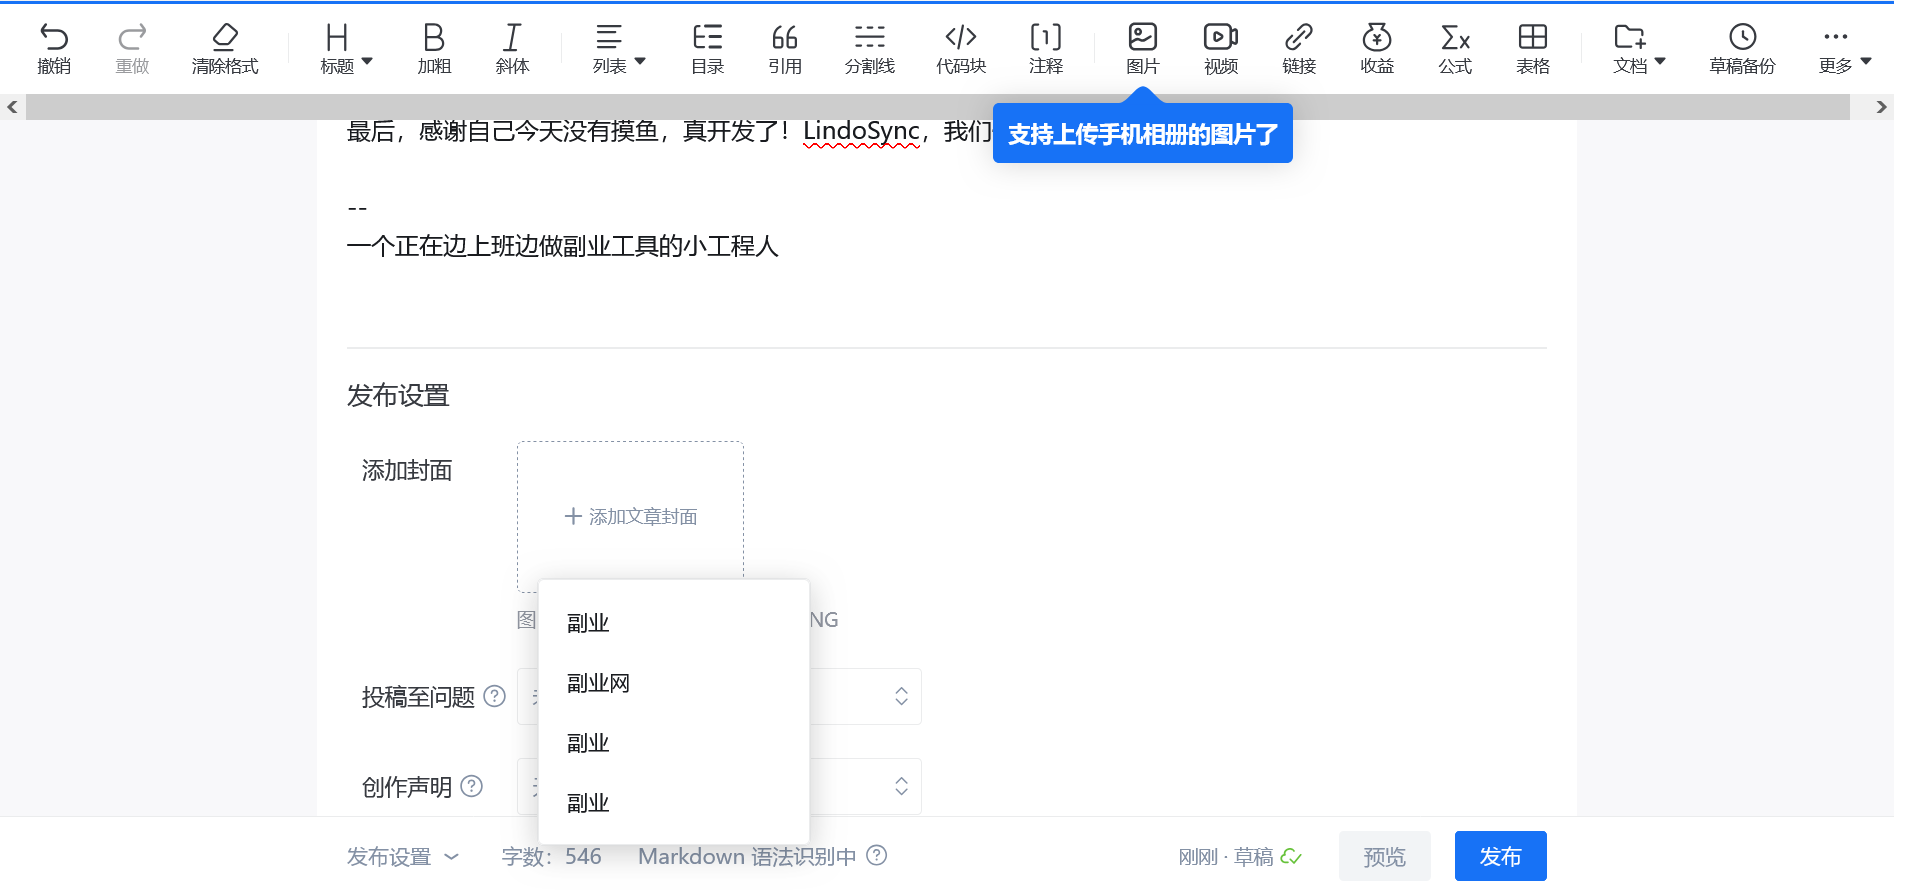 撤销 重做 清除格式 标题 加粗 斜体 列表 目录 引用 分割线 代码块 注释 图片 视频 链接 收益 公式 表格 文档 草稿备份 更多
最后，感谢自己今天没有摸鱼，真开发了！LindoSync，我们
支持上传手机相册的图片了
--
一个正在边上班边做副业工具的小工程人
发布设置
添加封面
添加文章封面
图 NG
副业
副业网
副业
副业
投稿至问题
创作声明
发布设置 字数：546 Markdown 语法识别中 刚刚 · 草稿 预览 发布